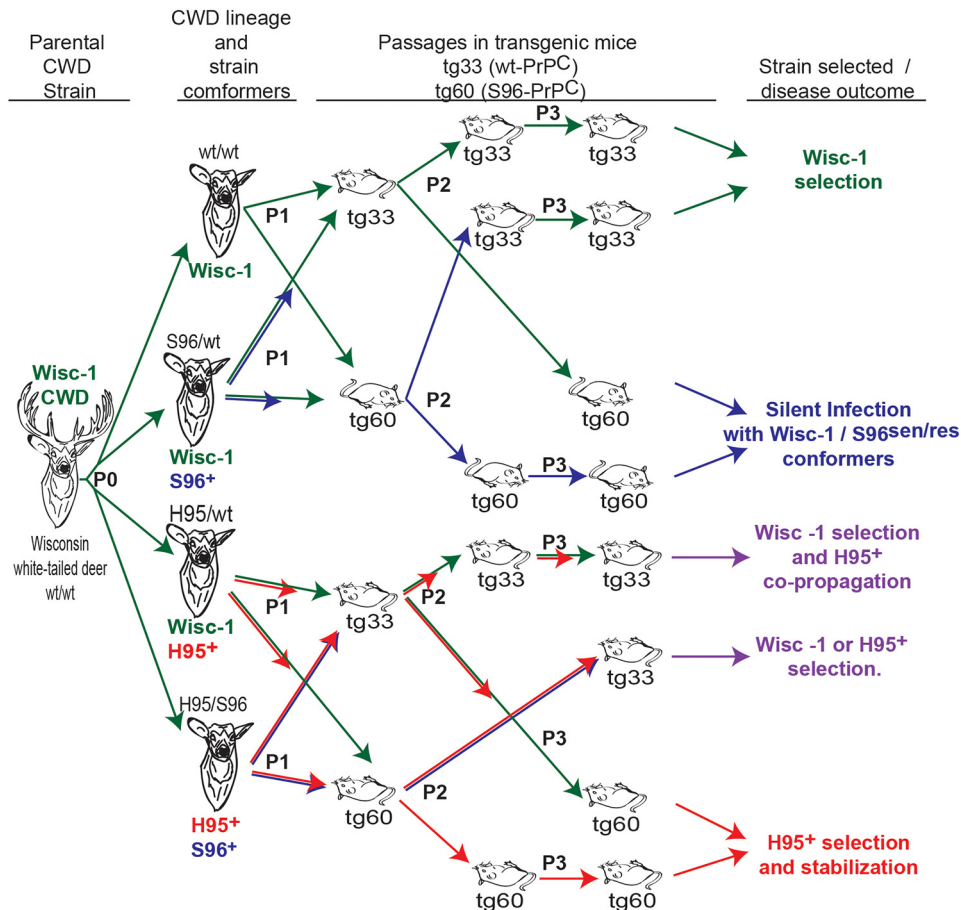 Parental
CWD
Strain
CWD lineage
and
strain
comformers
Passages in transgenic mice
tg33 (wt-PrPC)
tg60 (S96-PrPC)
Strain selected /
disease outcome
wt/wt
Wisc-1
S96/wt
Wisc-1
S96+
H95/wt
Wisc-1
H95+
H95/S96
H95+
S96+
Wisc-1
CWD
P0
Wisconsin
white-tailed deer
wt/wt
P1
P1
P1
P1
tg33
tg60
tg33
tg60
P2
P2
P2
P2
P3
tg33
tg33
P3
tg33
tg33
tg60
P3
tg60
tg60
P3
tg33
tg33
tg33
P3
tg60
P3
tg60
tg60
Wisc-1
selection
Silent Infection
with Wisc-1 / S96sen/res
conformers
Wisc -1 selection
and H95+
co-propagation
Wisc -1 or H95+
selection.
H95+ selection
and stabilization